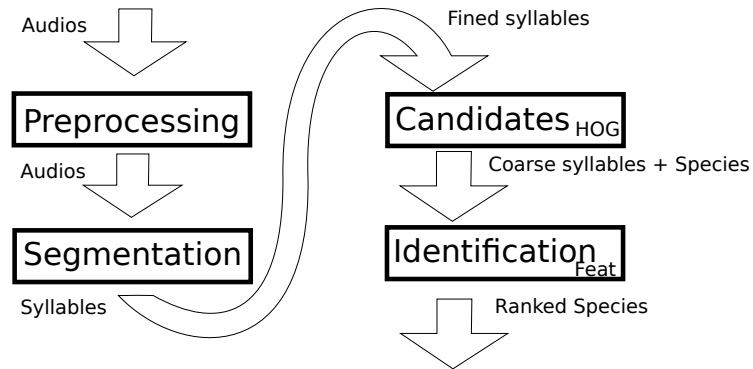 Audios
Preprocessing
Audios
Segmentation
Syllables
Fined syllables
Candidates HOG
Coarse syllables + Species
Identification Feat
Ranked Species